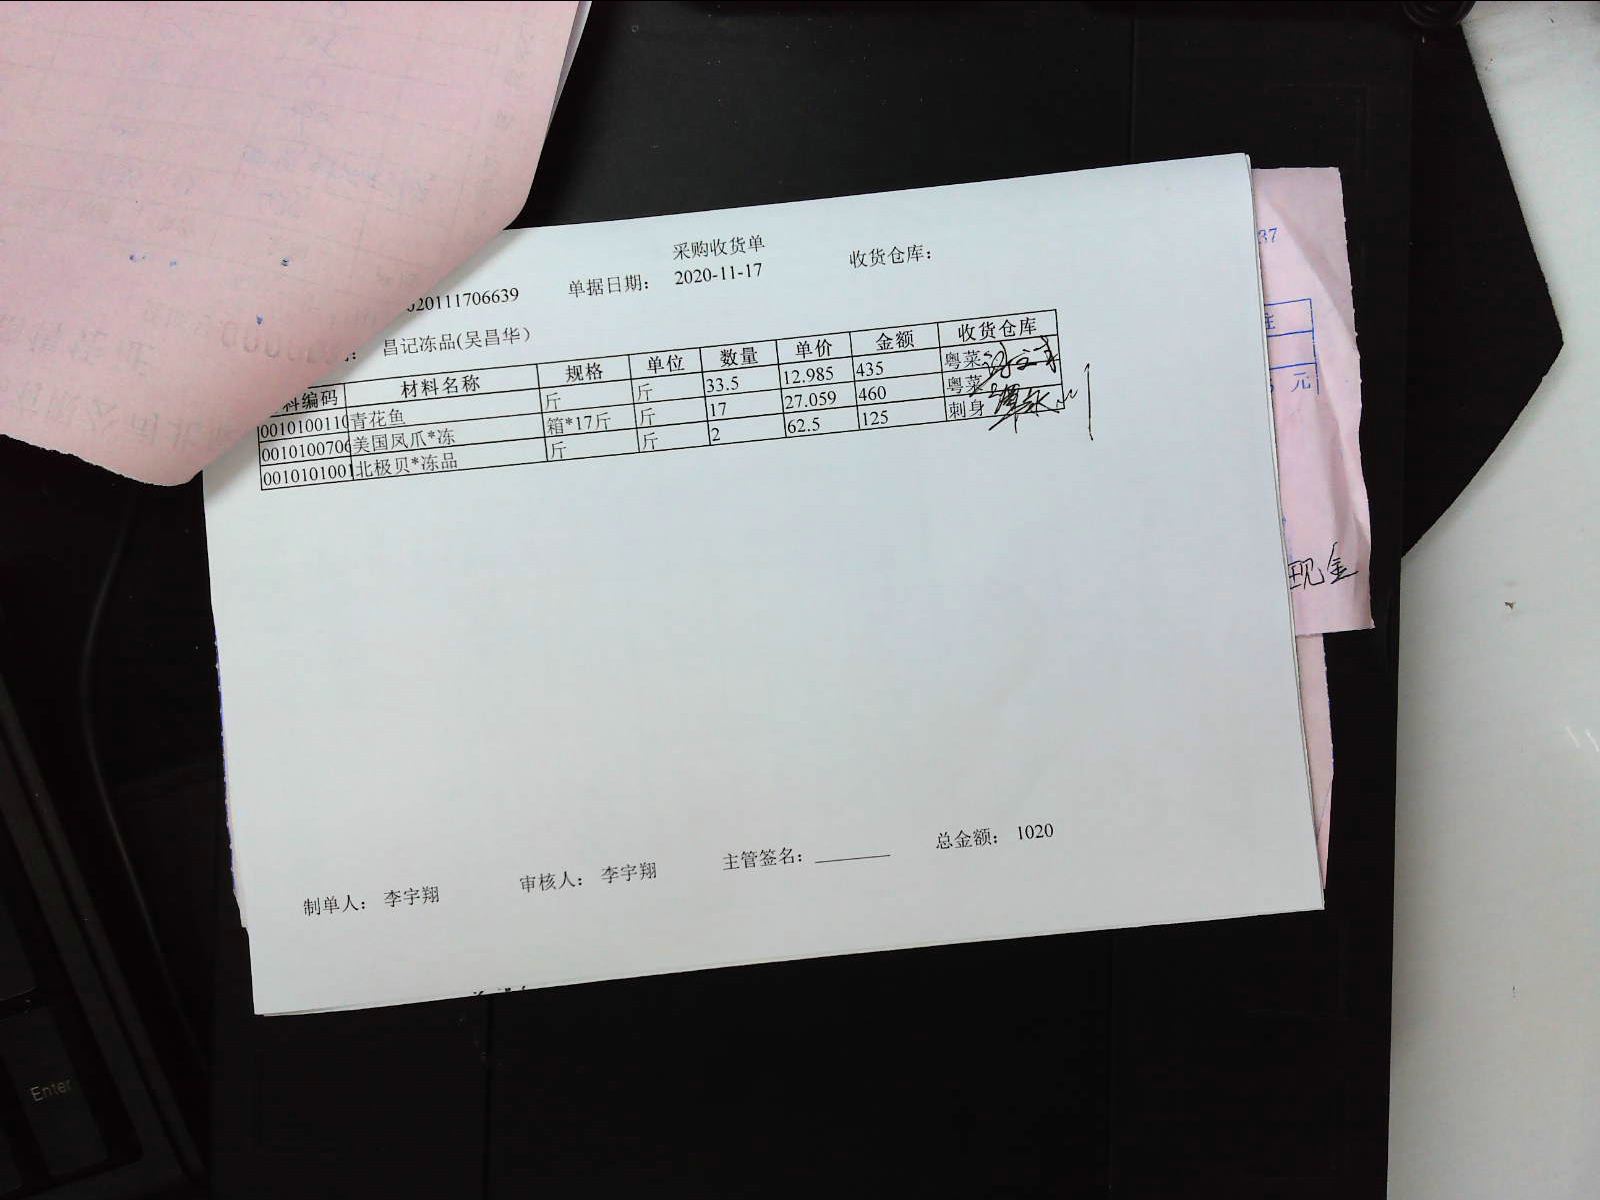 采购收货单
20111706639 单据日期： 2020-11-17 收货仓库：
昌记冻品(吴昌华)
料编码 材料名称 规格 单位 数量 单价 金额 收货仓库
0010100110 青花鱼 斤 斤 33.5 12.985 435 粤菜
001010070 美国凤爪*冻 箱*17斤 斤 17 27.059 460 粤菜
001010100 北极贝*冻品 斤 斤 2 62.5 125 刺身
制单人： 李宇翔 审核人： 李宇翔 主管签名： 总金额： 1020
37
元
现金
Enter